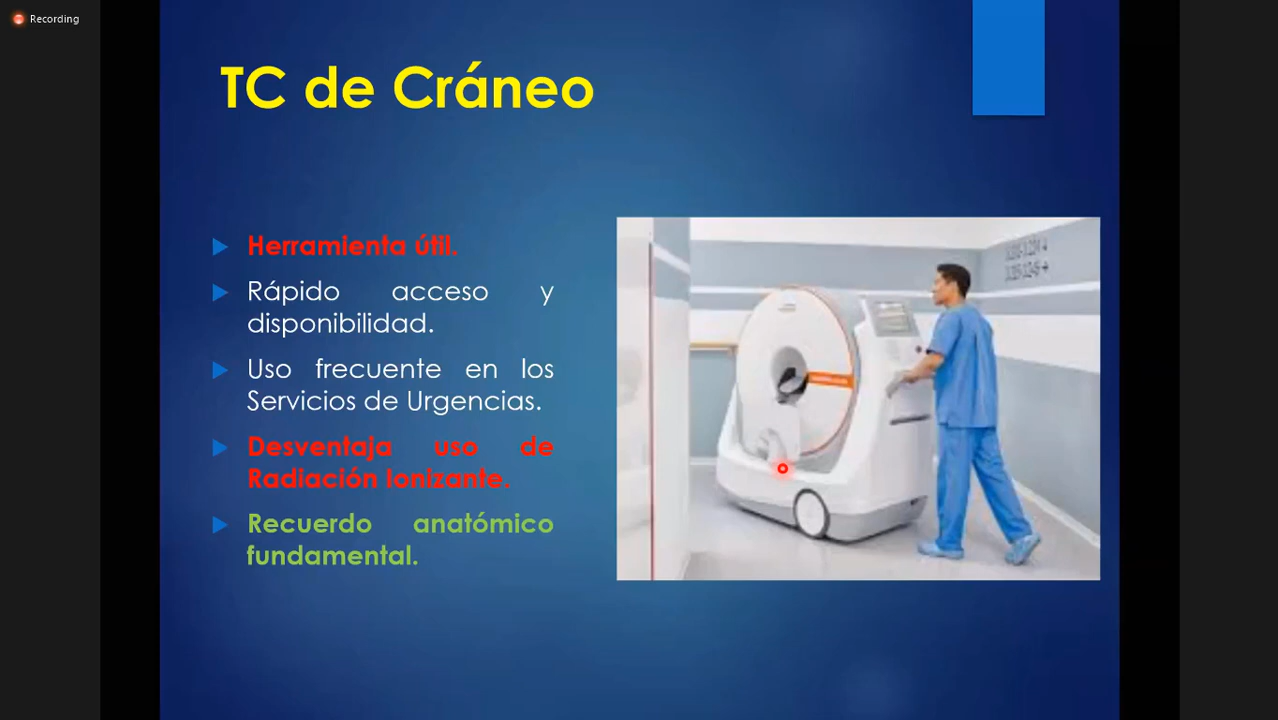 Recording
TC de Cráneo
Herramienta útil.
Rápido acceso y
disponibilidad.
Uso frecuente en los
Servicios de Urgencias.
Desventaja uso de
Radiación Ionizante.
Recuerdo anatómico
fundamental.